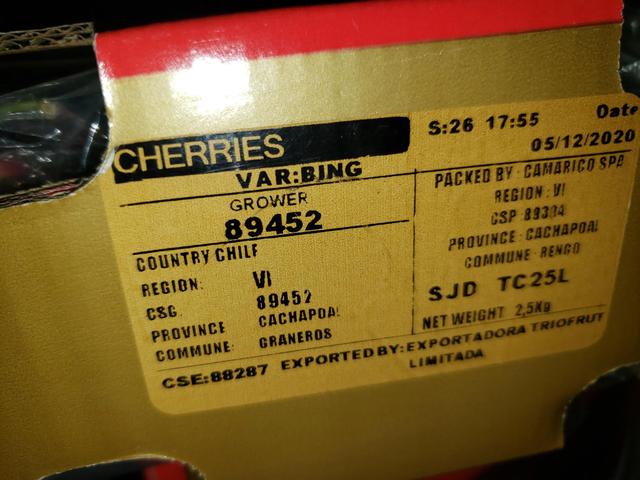 CHERRIES
VAR:BING
GROWER
89452
COUNTRY CHILE
REGION: VI
CSG: 89452
PROVINCE CACHAPOAL
COMMUNE: GRANEROS
S:26 17:55 Date
05/12/2020
PACKED BY: CAMARICO SPA
REGION: VI
CSP:
PROVINCE: CACHAPOAL
COMMUNE: RENGO
SJD TC25L
NET WEIGHT 2,5Kg
CSE:88287 EXPORTED BY:EXPORTADORA TRIOFRUT
LIMITADA